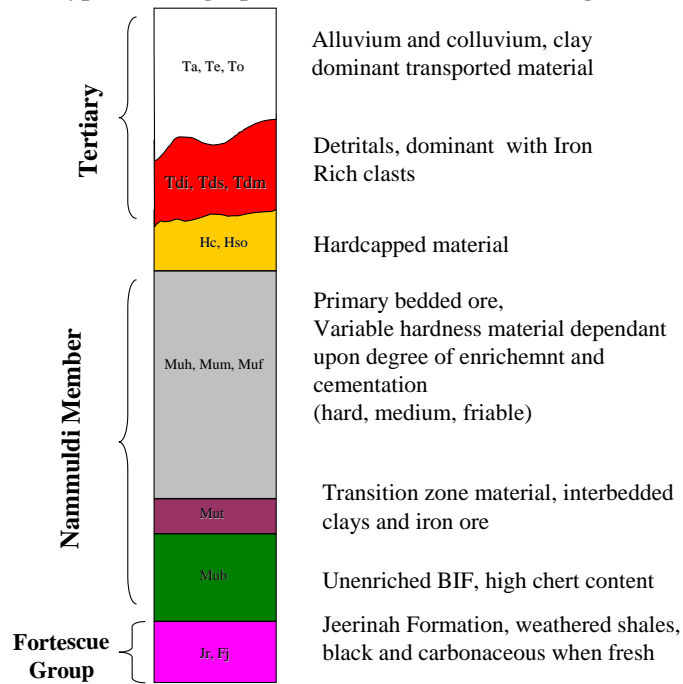 Ta, Te, To
Alluvium and colluvium, clay
dominant transported material
Tertiary
Tdi, Tds, Tdm
Detritals, dominant with Iron
Rich clasts
Hc, Hso
Hardcapped material
Nammuldi Member
Muh, Mum, Muf
Primary bedded ore,
Variable hardness material dependant
upon degree of enrichemnt and
cementation
(hard, medium, friable)
Mut
Transition zone material, interbedded
clays and iron ore
Mub
Unenriched BIF, high chert content
Fortescue
Group
Jr, Fj
Jeerinah Formation, weathered shales,
black and carbonaceous when fresh